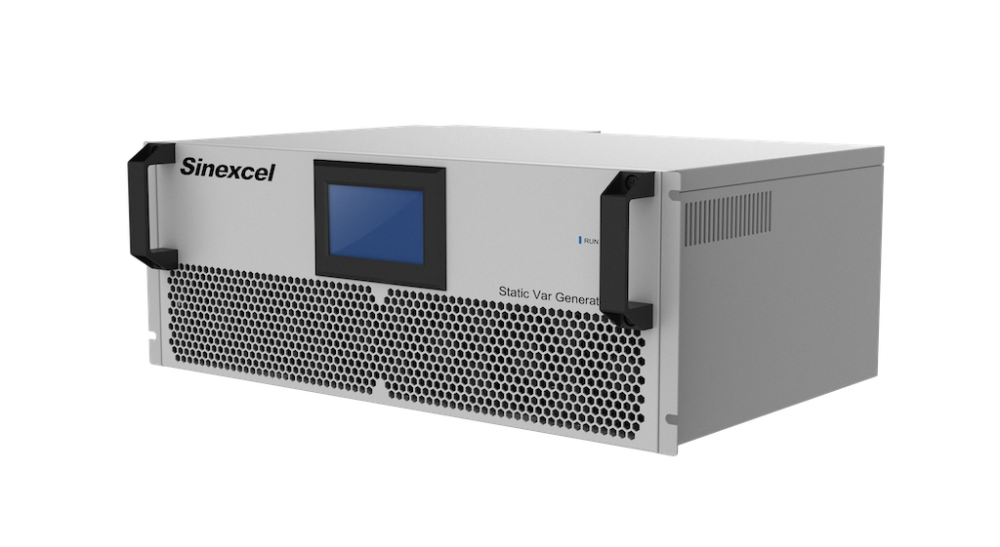 Sinexcel
RUN
Static Var Generat